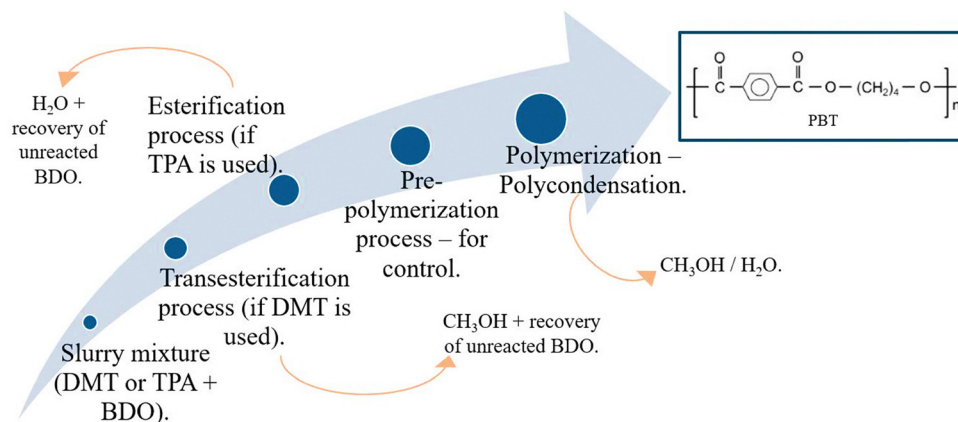 H₂O +
recovery of
unreacted
BDO.
Esterification
process (if
TPA is used).
Slurry mixture
(DMT or TPA +
BDO).
Transesterification
process (if DMT is
used).
CH₃OH + recovery
of unreacted BDO.
Pre-
polymerization
process – for
control.
Polymerization –
Polycondensation.
CH₃OH / H₂O.
O O
C C O (CH₂)₄ O n
PBT